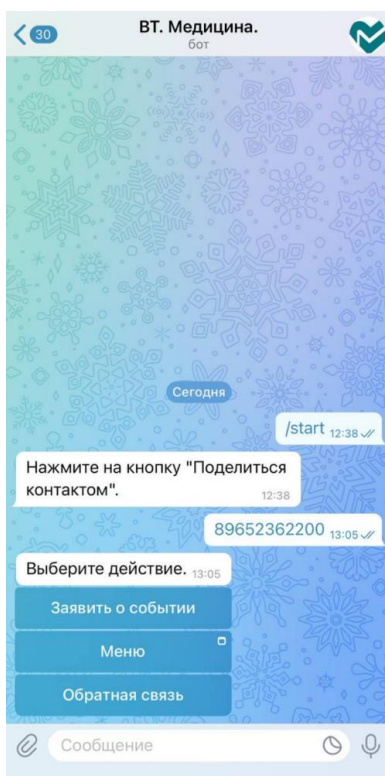 30
ВТ. Медицина.
бот
Сегодня
/start 12:38
Нажмите на кнопку "Поделиться
контактом".
12:38
89652362200 13:05
Выберите действие. 13:05
Заявить о событии
Меню
Обратная связь
Сообщение